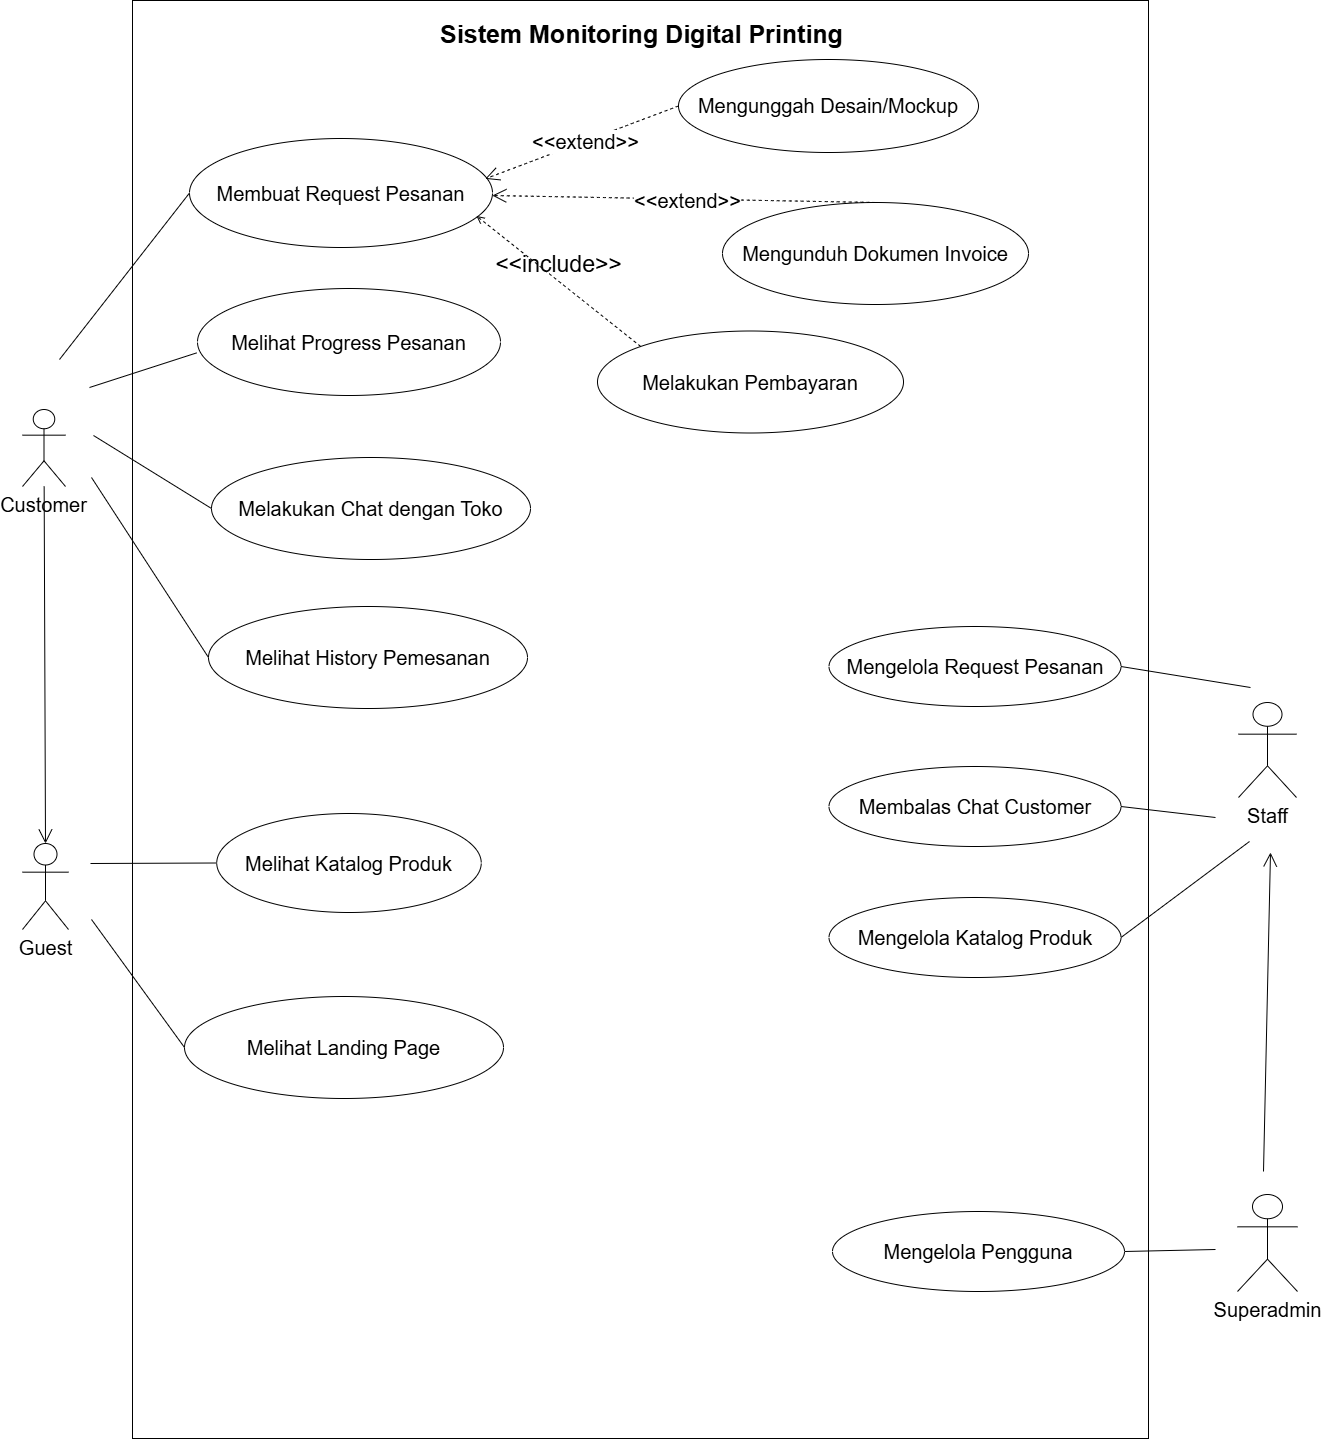 Sistem Monitoring Digital Printing
Mengunggah Desain/Mockup
<<extend>>
Membuat Request Pesanan
<<extend>>
Mengunduh Dokumen Invoice
<<include>>
Melihat Progress Pesanan
Melakukan Pembayaran
Customer
Melakukan Chat dengan Toko
Melihat History Pemesanan
Mengelola Request Pesanan
Membalas Chat Customer
Staff
Melihat Katalog Produk
Mengelola Katalog Produk
Guest
Melihat Landing Page
Mengelola Pengguna
Superadmin